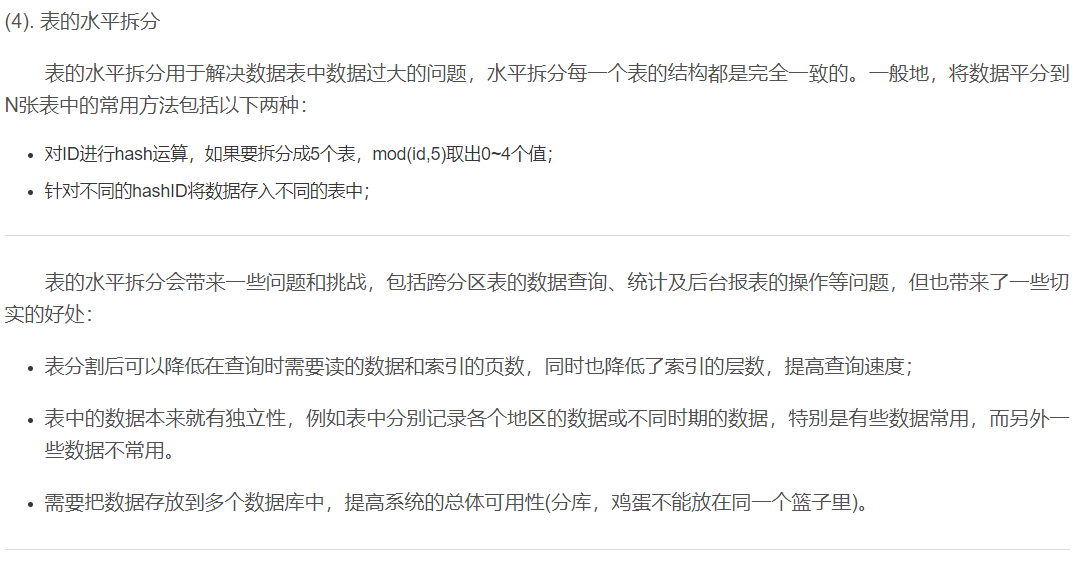 (4). 表的水平拆分
表的水平拆分用于解决数据表中数据过大的问题，水平拆分每一个表的结构都是完全一致的。一般地，将数据平分到
N张表中的常用方法包括以下两种：
• 对ID进行hash运算，如果要拆分成5个表，mod(id,5)取出0~4个值；
• 针对不同的hashID将数据存入不同的表中；
表的水平拆分会带来一些问题和挑战，包括跨分区表的数据查询、统计及后台报表的操作等问题，但也带来了一些切
实的好处：
• 表分割后可以降低在查询时需要读的数据和索引的页数，同时也降低了索引的层数，提高查询速度；
• 表中的数据本来就有独立性，例如表中分别记录各个地区的数据或不同时期的数据，特别是有些数据常用，而另外一
些数据不常用。
• 需要把数据存放到多个数据库中，提高系统的总体可用性(分库，鸡蛋不能放在同一个篮子里)。